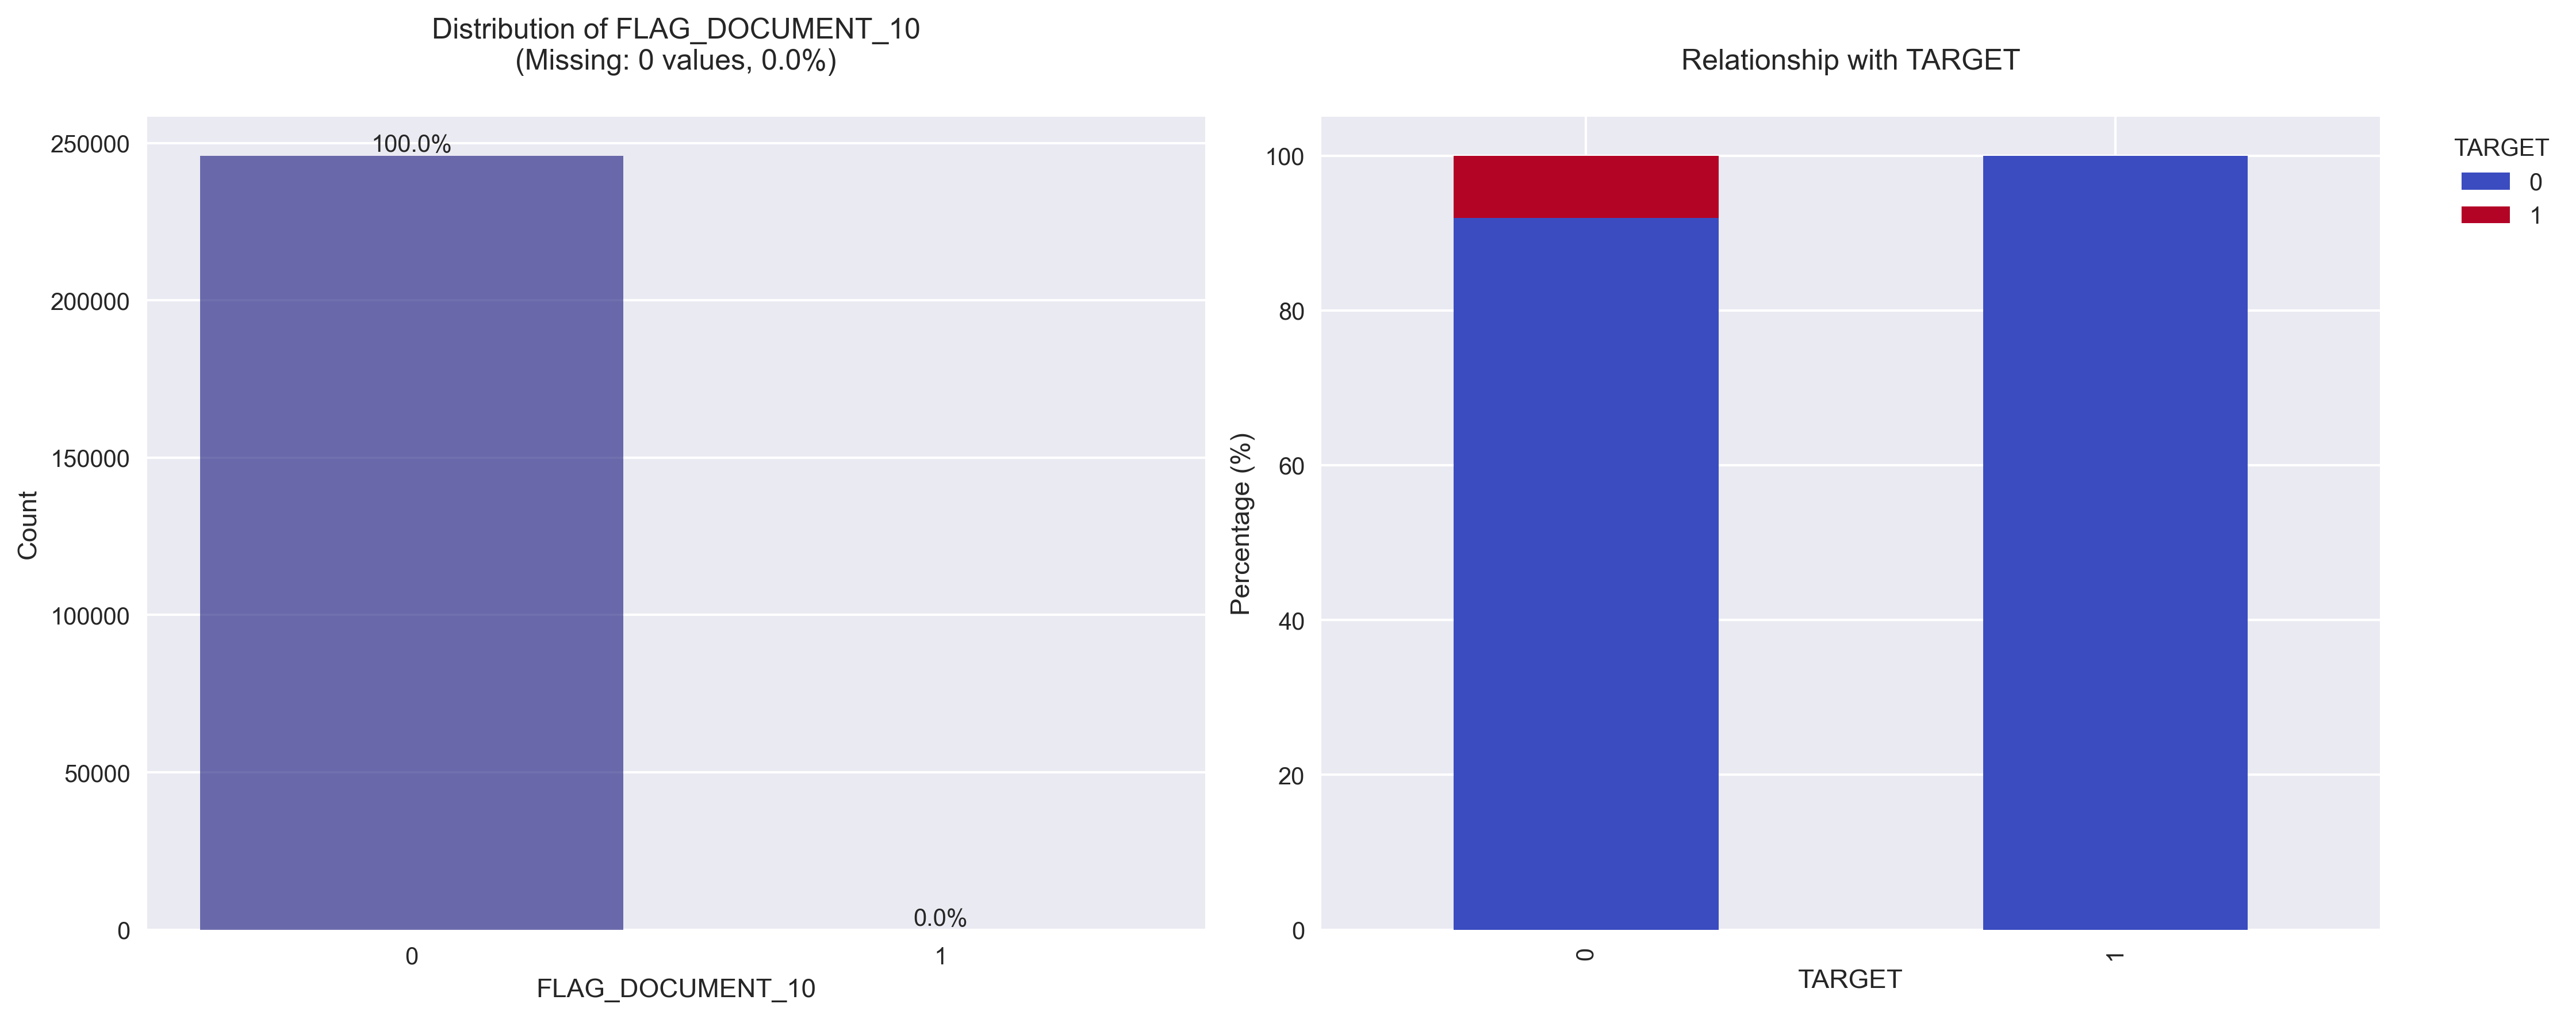 Distribution of FLAG_DOCUMENT_10
(Missing: 0 values, 0.0%)
250000
200000
150000
100000
50000
0
Count
100.0%
0.0%
0
1
FLAG_DOCUMENT_10
Relationship with TARGET
100
80
60
40
20
0
Percentage (%)
0
1
TARGET
TARGET
0
1